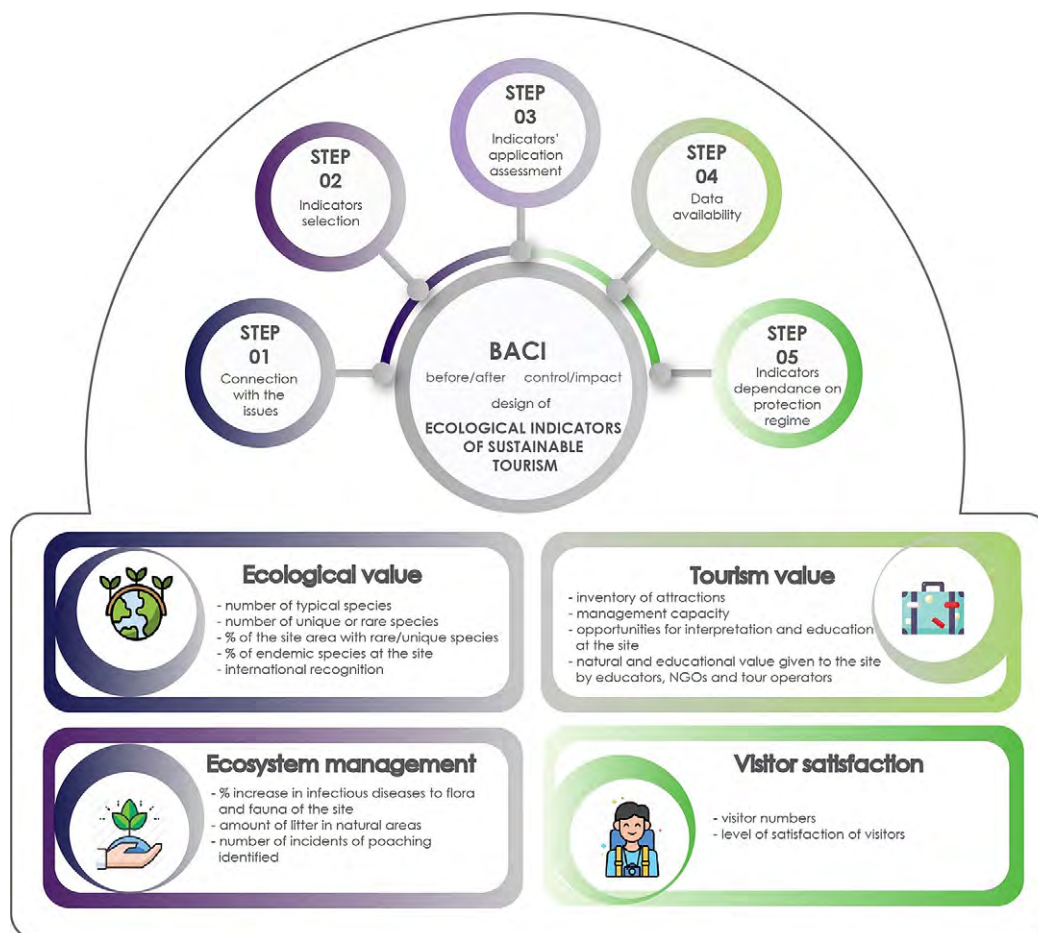 STEP
03
Indicators'
application
assessment
STEP
02
Indicators
selection
STEP
04
Data
availability
STEP
01
Connection
with the
issues
STEP
05
Indicators
dependance on
protection
regime
BACI
before/after control/impact
design of
ECOLOGICAL INDICATORS
OF SUSTAINABLE
TOURISM
Ecological value
- number of typical species
- number of unique or rare species
- % of the site area with rare/unique species
- % of endemic species at the site
- international recognition
Tourism value
- inventory of attractions
- management capacity
- opportunities for interpretation and education
at the site
- natural and educational value given to the site
by educators, NGOs and tour operators
Ecosystem management
- % increase in infectious diseases to flora
and fauna of the site
- amount of litter in natural areas
- number of incidents of poaching
identified
Visitor satisfaction
- visitor numbers
- level of satisfaction of visitors